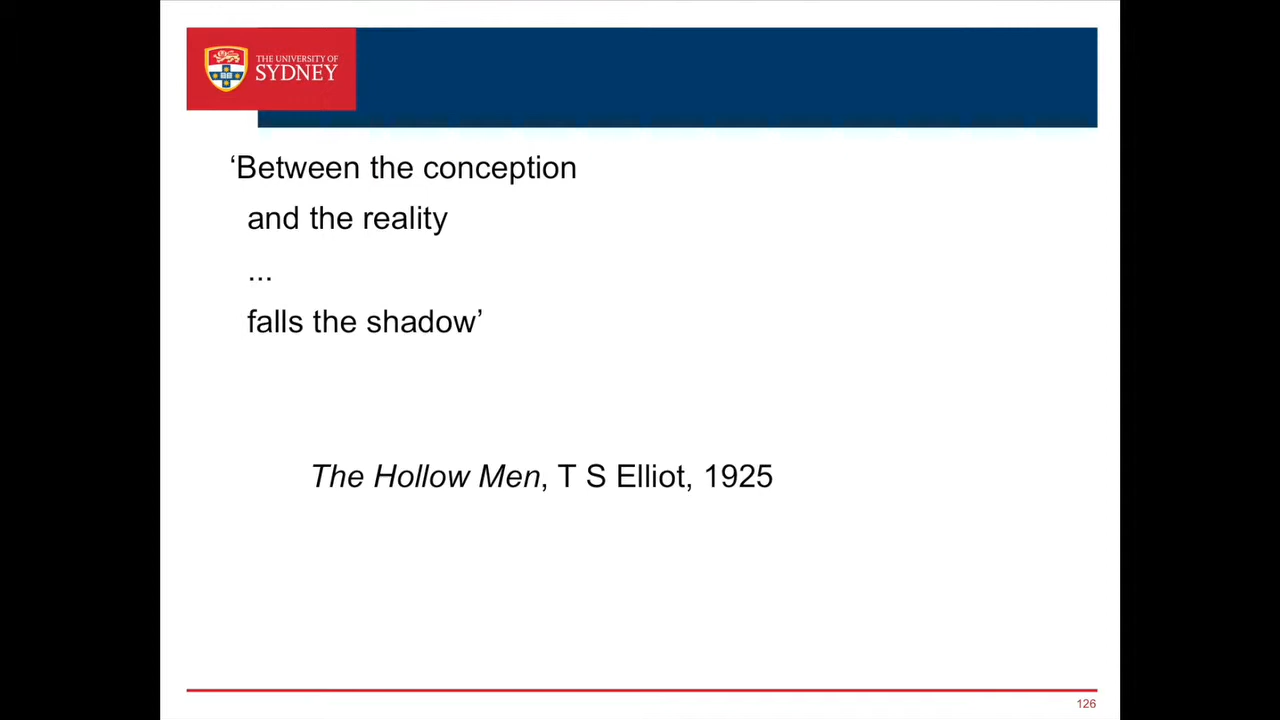 THE UNIVERSITY OF
SYDNEY
‘Between the conception
and the reality
...
falls the shadow’
The Hollow Men, T S Elliot, 1925
126